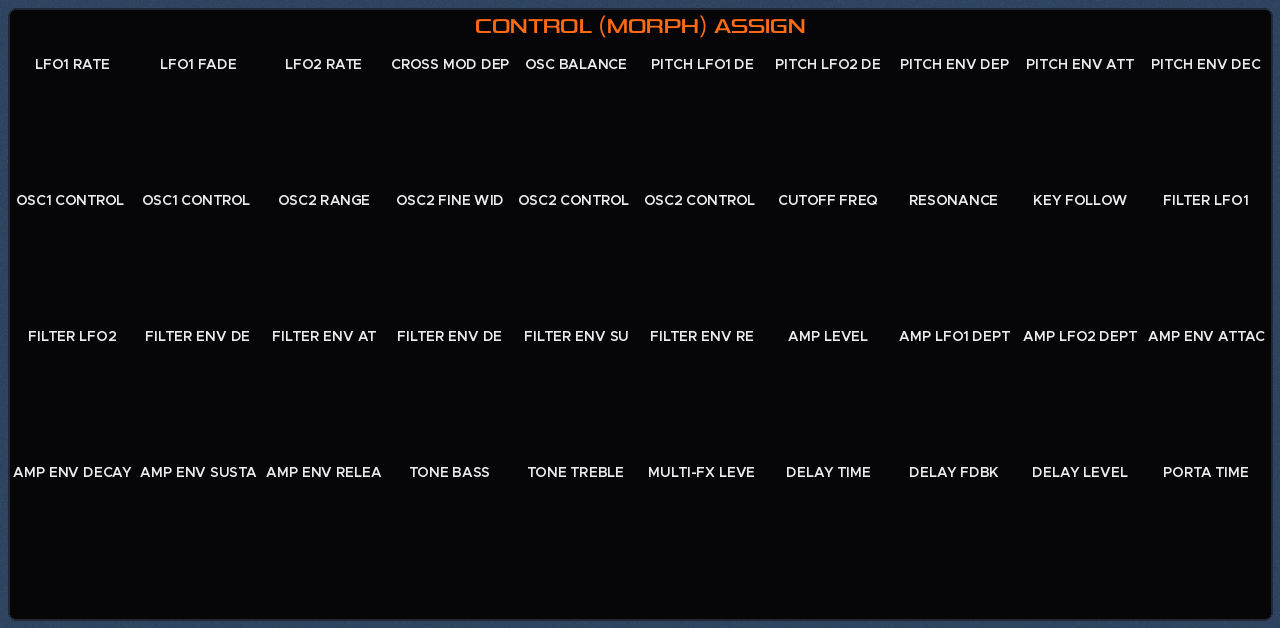 CONTROL (MORPH) ASSIGN
LFO1 RATE LFO1 FADE LFO2 RATE CROSS MOD DEP OSC BALANCE PITCH LFO1 DE PITCH LFO2 DE PITCH ENV DEP PITCH ENV ATT PITCH ENV DEC
OSC1 CONTROL OSC1 CONTROL OSC2 RANGE OSC2 FINE WID OSC2 CONTROL OSC2 CONTROL CUTOFF FREQ RESONANCE KEY FOLLOW FILTER LFO1
FILTER LFO2 FILTER ENV DE FILTER ENV AT FILTER ENV DE FILTER ENV SU FILTER ENV RE AMP LEVEL AMP LFO1 DEPT AMP LFO2 DEPT AMP ENV ATTAC
AMP ENV DECAY AMP ENV SUSTA AMP ENV RELEA TONE BASS TONE TREBLE MULTI-FX LEVE DELAY TIME DELAY FDBK DELAY LEVEL PORTA TIME